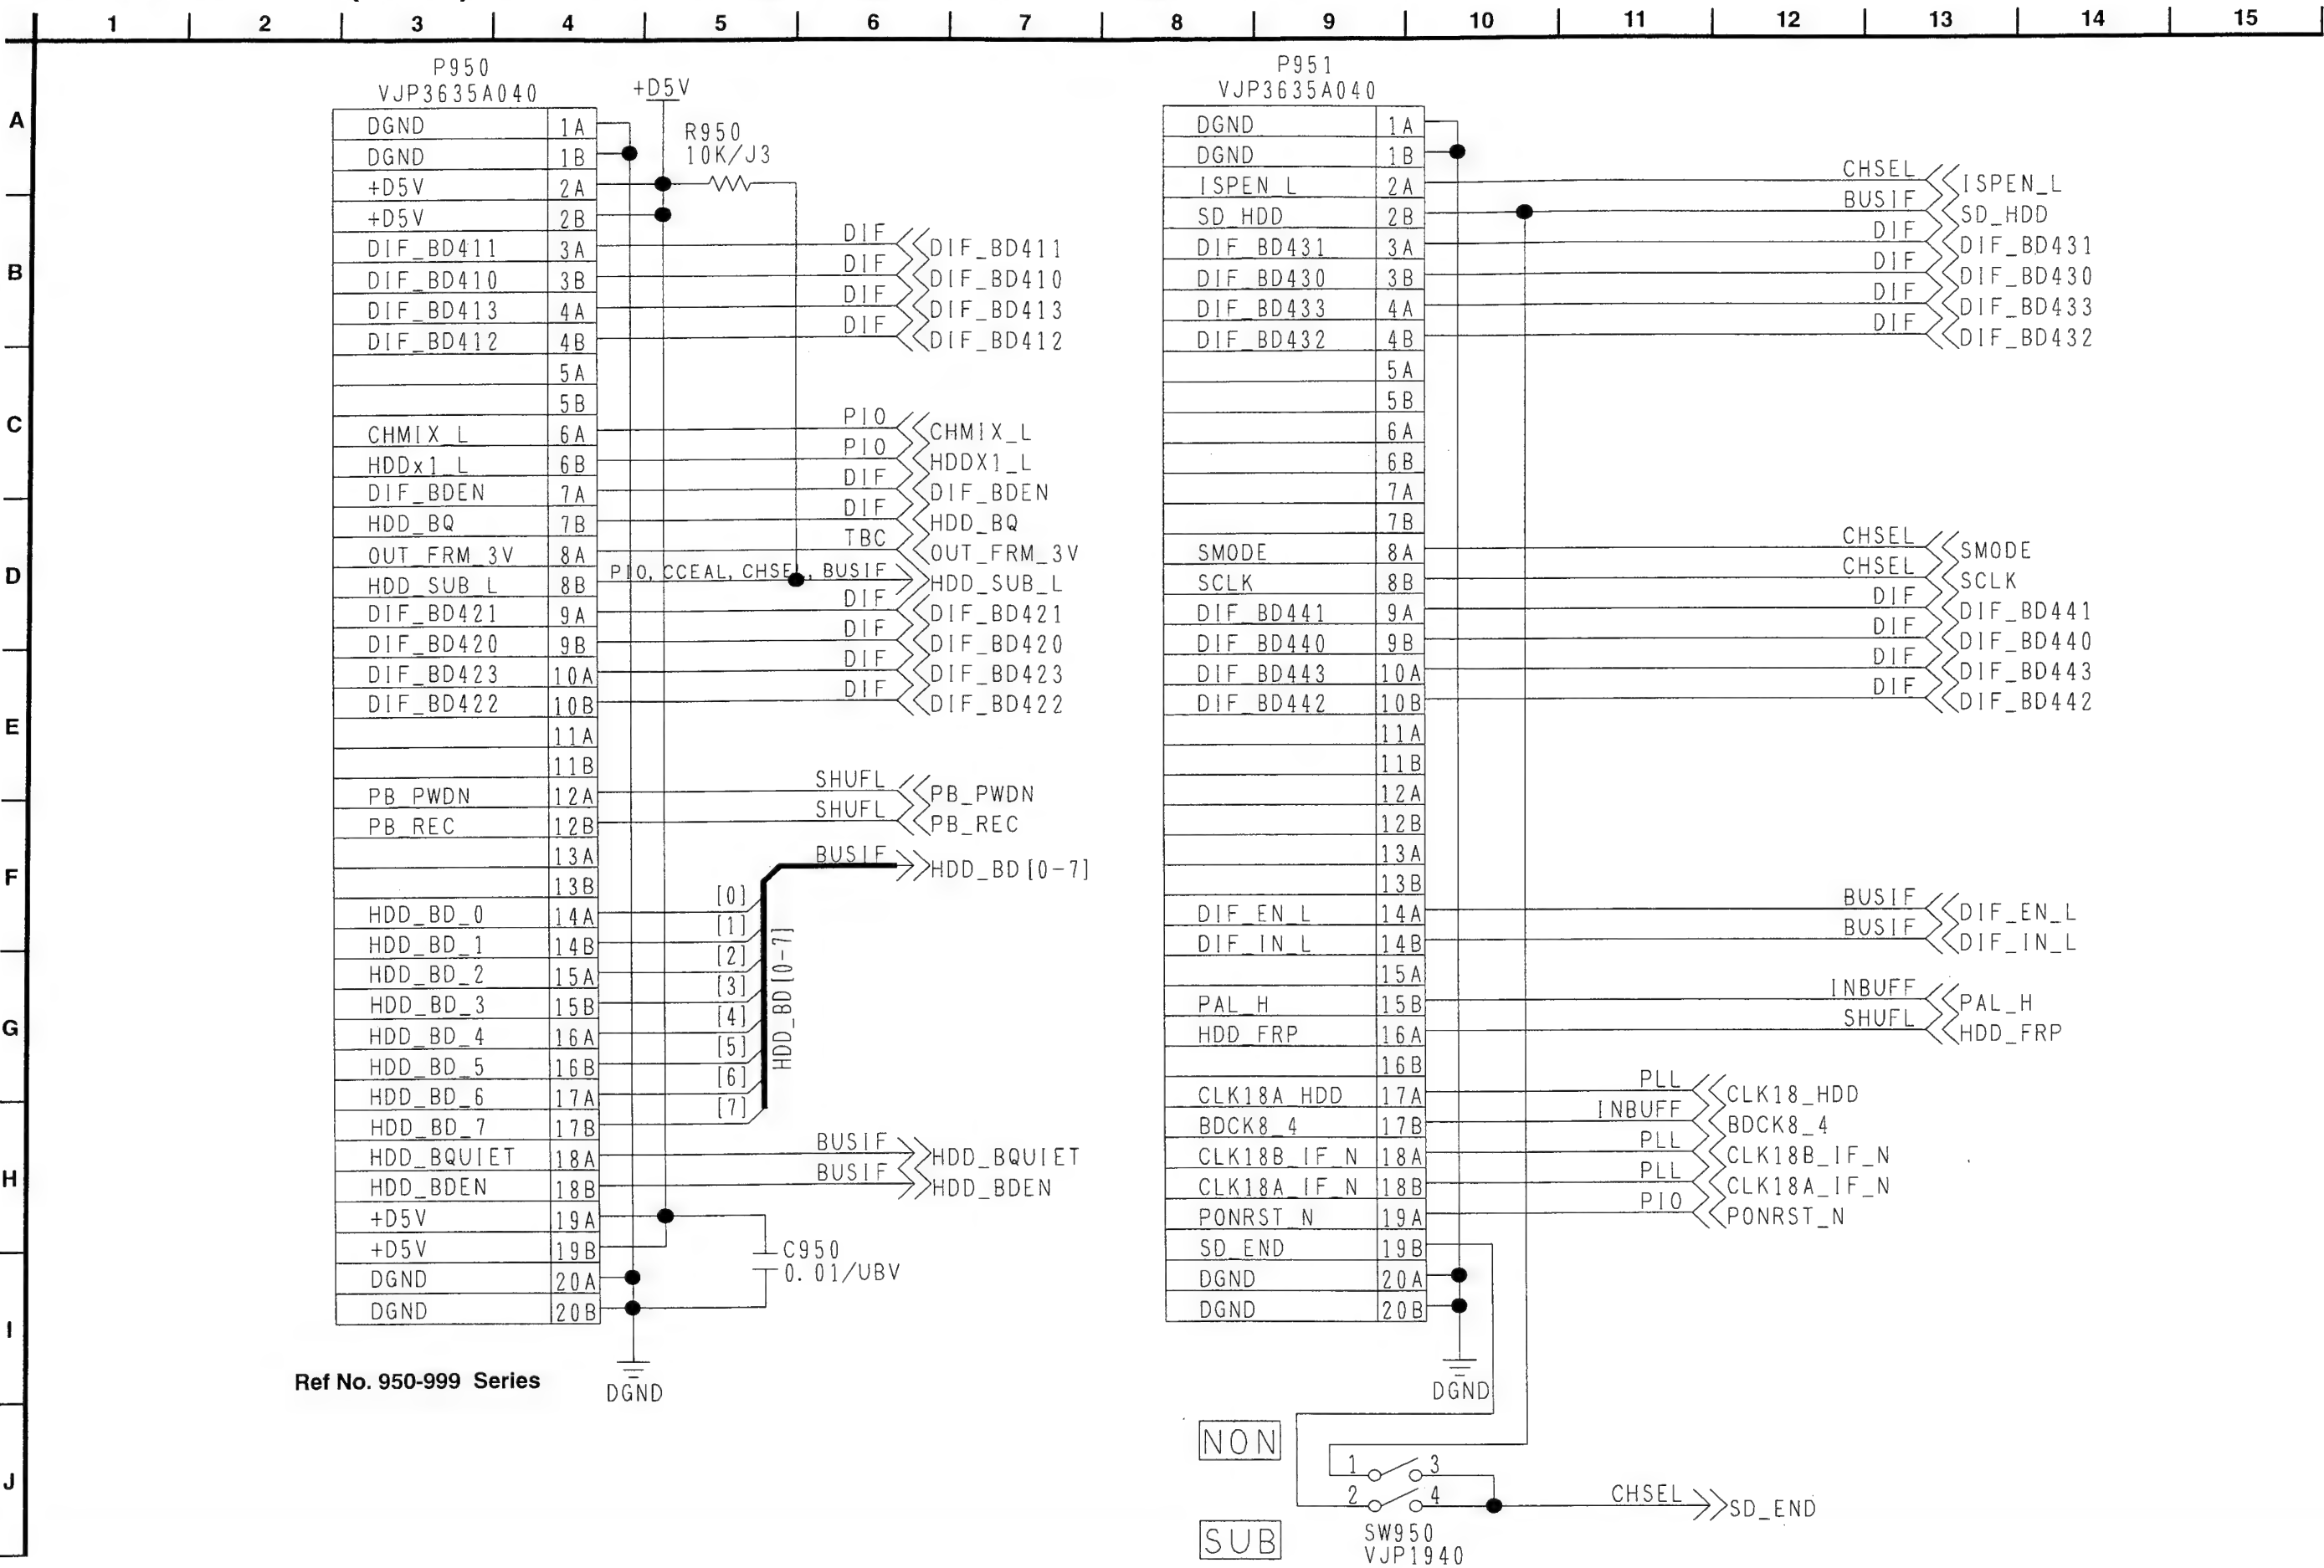 1 2 3 4 5 6 7 8 9 10 11 12 13 14 15
A
B
C
D
E
F
G
H
I
J
P950
VJP3635A040
+D5V
R950
10K/J3
DGND 1A
DGND 1B
+D5V 2A
+D5V 2B
DIF_BD411 3A DIF DIF_BD411
DIF_BD410 3B DIF DIF_BD410
DIF_BD413 4A DIF DIF_BD413
DIF_BD412 4B DIF DIF_BD412
5A
5B
CHMIX_L 6A PIO CHMIX_L
HDDx1_L 6B PIO HDDX1_L
DIF_BDEN 7A DIF DIF_BDEN
HDD_BQ 7B DIF HDD_BQ
OUT_FRM_3V 8A TBC OUT_FRM_3V
HDD_SUB_L 8B PIO, CCEAL, CHSEL, BUSIF HDD_SUB_L
DIF_BD421 9A DIF DIF_BD421
DIF_BD420 9B DIF DIF_BD420
DIF_BD423 10A DIF DIF_BD423
DIF_BD422 10B DIF DIF_BD422
11A
11B
PB_PWDN 12A SHUFL PB_PWDN
PB_REC 12B SHUFL PB_REC
13A BUSIF HDD_BD[0-7]
13B
HDD_BD_0 14A [0]
HDD_BD_1 14B [1]
HDD_BD_2 15A [2]
HDD_BD_3 15B [3]
HDD_BD_4 16A [4]
HDD_BD_5 16B [5]
HDD_BD_6 17A [6]
HDD_BD_7 17B [7]
HDD_BD[0-7]
HDD_BQUIET 18A BUSIF HDD_BQUIET
HDD_BDEN 18B BUSIF HDD_BDEN
+D5V 19A
+D5V 19B
DGND 20A
DGND 20B
C950
0.01/UBV
DGND
Ref No. 950-999 Series
P951
VJP3635A040
DGND 1A
DGND 1B
ISPEN_L 2A CHSEL ISPEN_L
SD_HDD 2B BUSIF SD_HDD
DIF_BD431 3A DIF DIF_BD431
DIF_BD430 3B DIF DIF_BD430
DIF_BD433 4A DIF DIF_BD433
DIF_BD432 4B DIF DIF_BD432
5A
5B
6A
6B
7A
7B
SMODE 8A CHSEL SMODE
SCLK 8B CHSEL SCLK
DIF_BD441 9A DIF DIF_BD441
DIF_BD440 9B DIF DIF_BD440
DIF_BD443 10A DIF DIF_BD443
DIF_BD442 10B DIF DIF_BD442
11A
11B
12A
12B
13A
13B
DIF_EN_L 14A BUSIF DIF_EN_L
DIF_IN_L 14B BUSIF DIF_IN_L
15A
PAL_H 15B INBUFF PAL_H
HDD_FRP 16A SHUFL HDD_FRP
16B
CLK18A_HDD 17A PLL CLK18_HDD
BDCK8_4 17B INBUFF BDCK8_4
CLK18B_IF_N 18A PLL CLK18B_IF_N
CLK18A_IF_N 18B PLL CLK18A_IF_N
PONRST_N 19A PIO PONRST_N
SD_END 19B
DGND 20A
DGND 20B
DGND
NON
1 3
2 4
CHSEL SD_END
SUB
SW950
VJP1940